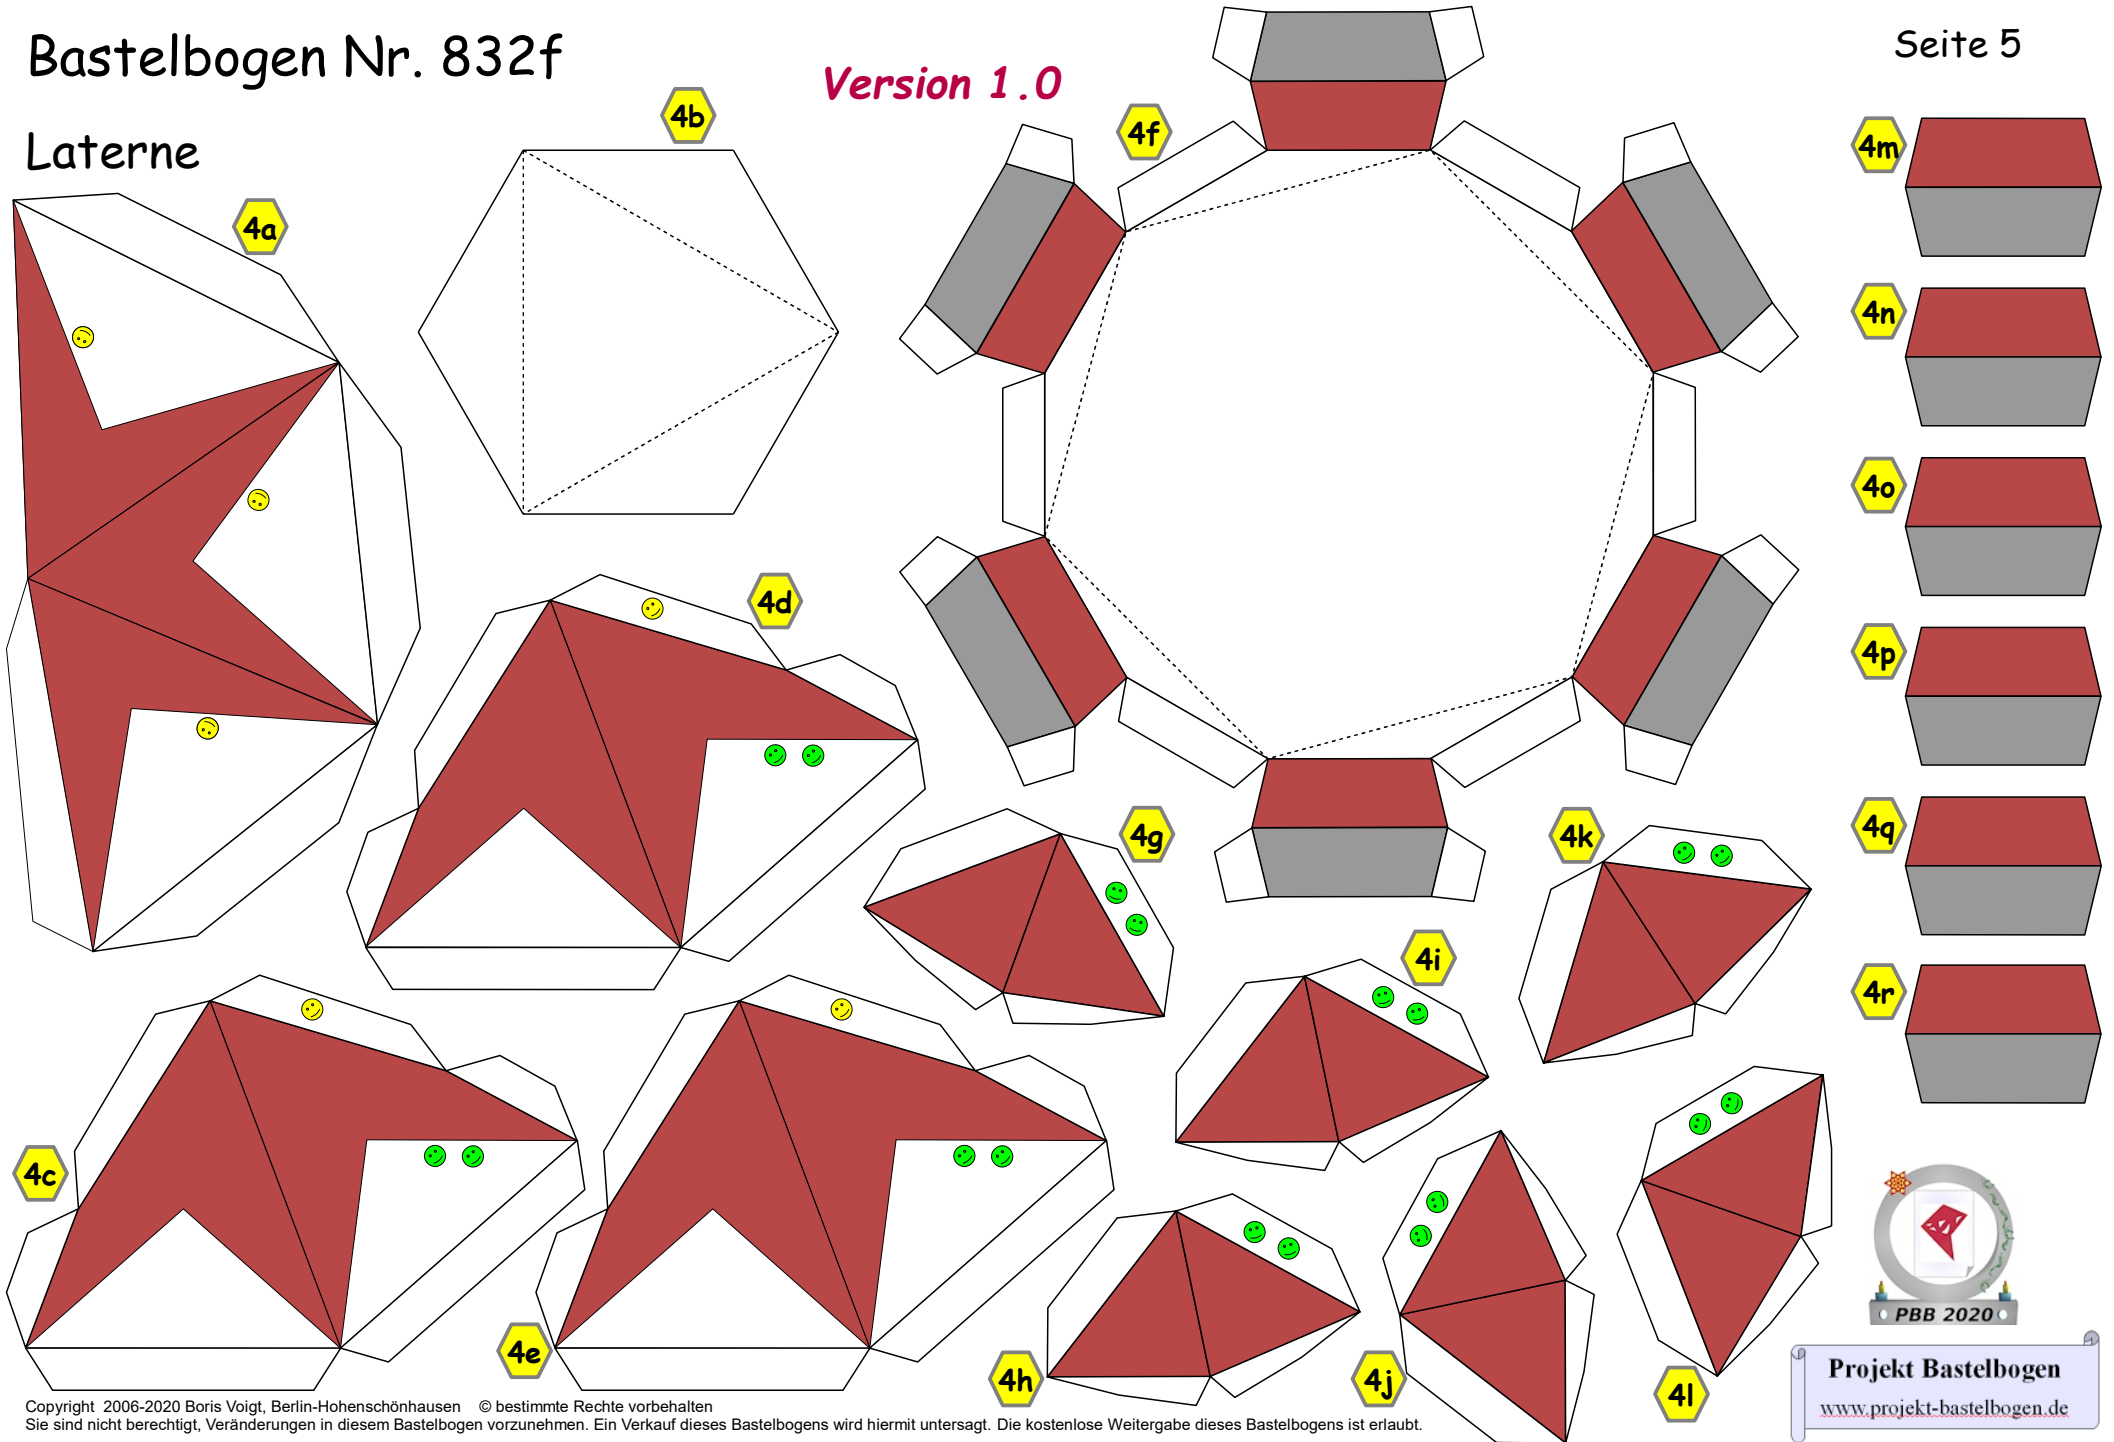 Bastelbogen Nr. 832f
Version 1.0
Seite 5
Laterne
4a
4b
4f
4m
4n
4o
4d
4p
4g
4k
4q
4i
4r
4c
4e
4h
4j
4l
PBB 2020
Projekt Bastelbogen
www.projekt-bastelbogen.de
Copyright 2006-2020 Boris Voigt, Berlin-Hohenschönhausen © bestimmte Rechte vorbehalten
Sie sind nicht berechtigt, Veränderungen in diesem Bastelbogen vorzunehmen. Ein Verkauf dieses Bastelbogens wird hiermit untersagt. Die kostenlose Weitergabe dieses Bastelbogens ist erlaubt.